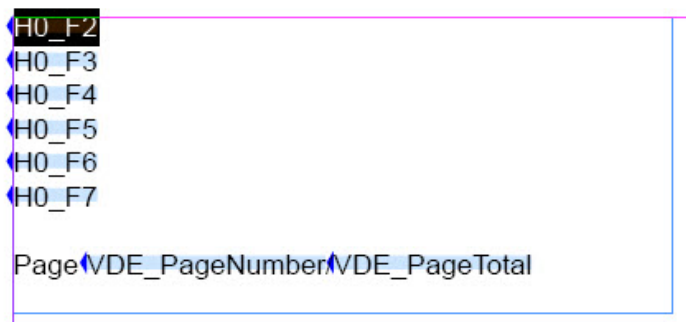 H0_F2
H0_F3
H0_F4
H0_F5
H0_F6
H0_F7
Page VDE_PageNumber/VDE_PageTotal